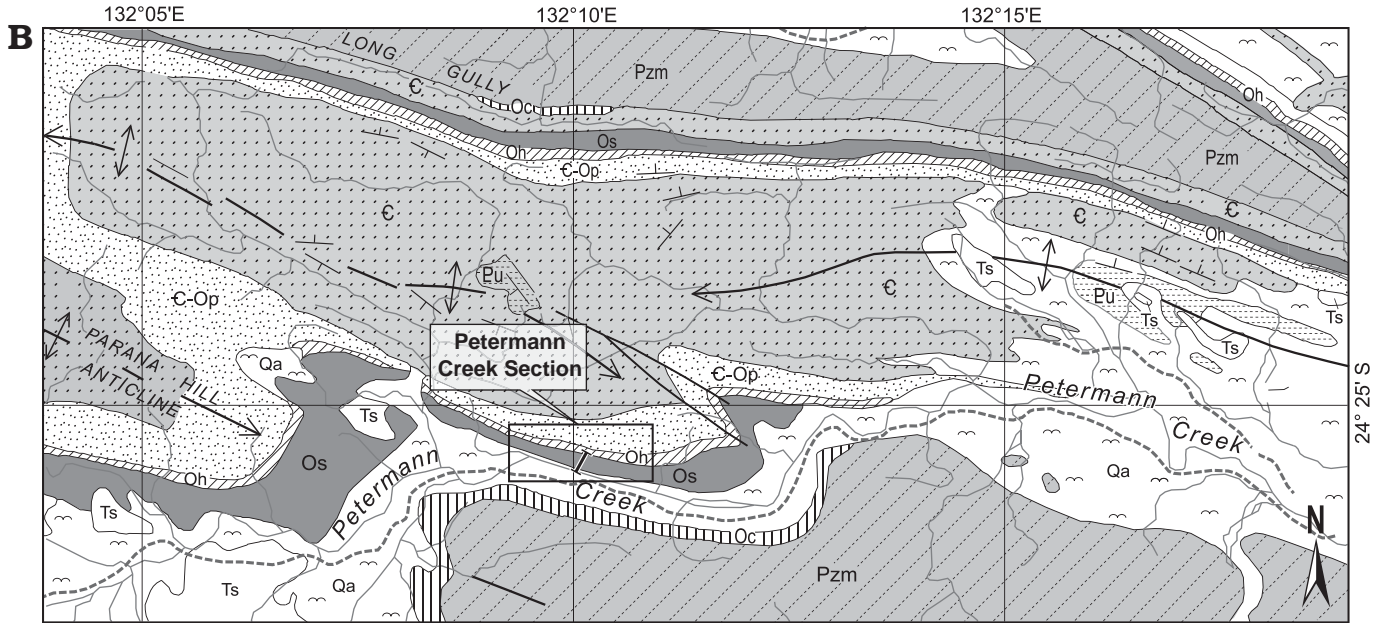 B
132°05'E
132°10'E
132°15'E
LONG GULLY
Pzm
Oh
Є
Oc
Os
Pzm
Oh
Є-Op
Є
Є
Є
Oh
Pu
Є
Ts
Pu
Ts
Ts
Є-Op
Ts
PARANA HILL
ANTICLINE
Qa
Petermann
Creek Section
Є-Op
24°25' S
Petermann
Creek
Ts
Oh
Os
Os
Qa
Oh
Petermann
Creek
Ts
Oc
N
Ts
Qa
Pzm